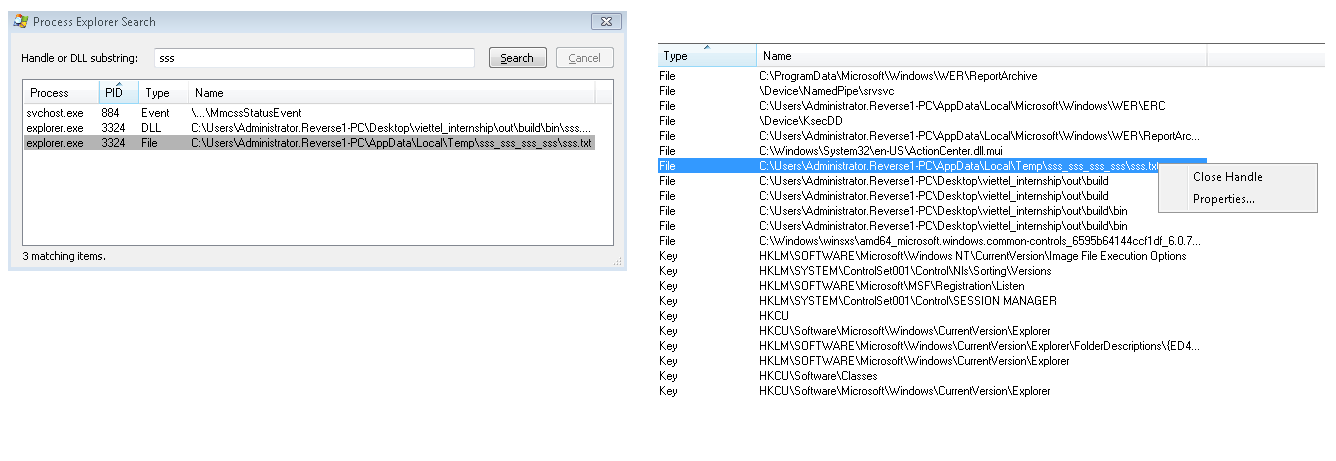 Process Explorer Search
Handle or DLL substring: sss Search Cancel
Process PID Type Name
svchost.exe 884 Event \...\MmcssStatusEvent
explorer.exe 3324 DLL C:\Users\Administrator.Reverse1-PC\Desktop\viettel_internship\out\build\bin\sss....
explorer.exe 3324 File C:\Users\Administrator.Reverse1-PC\AppData\Local\Temp\sss_sss_sss_sss\sss.txt
3 matching items.
Type Name
File C:\ProgramData\Microsoft\Windows\WER\ReportArchive
File \Device\NamedPipe\srvsvc
File C:\Users\Administrator.Reverse1-PC\AppData\Local\Microsoft\Windows\WER\ERC
File \Device\KsecDD
File C:\Users\Administrator.Reverse1-PC\AppData\Local\Microsoft\Windows\WER\ReportArc...
File C:\Windows\System32\en-US\ActionCenter.dll.mui
File C:\Users\Administrator.Reverse1-PC\AppData\Local\Temp\sss_sss_sss_sss\sss.txt
File C:\Users\Administrator.Reverse1-PC\Desktop\viettel_internship\out\build
File C:\Users\Administrator.Reverse1-PC\Desktop\viettel_internship\out\build
File C:\Users\Administrator.Reverse1-PC\Desktop\viettel_internship\out\build\bin
File C:\Users\Administrator.Reverse1-PC\Desktop\viettel_internship\out\build\bin
File C:\Windows\winsxs\amd64_microsoft.windows.common-controls_6595b64144ccf1df_6.0.7...
Key HKLM\SOFTWARE\Microsoft\Windows NT\CurrentVersion\Image File Execution Options
Key HKLM\SYSTEM\ControlSet001\Control\Nls\Sorting\Versions
Key HKLM\SOFTWARE\Microsoft\MSF\Registration\Listen
Key HKLM\SYSTEM\ControlSet001\Control\SESSION MANAGER
Key HKCU
Key HKCU\Software\Microsoft\Windows\CurrentVersion\Explorer
Key HKLM\SOFTWARE\Microsoft\Windows\CurrentVersion\Explorer\FolderDescriptions\{ED4...
Key HKLM\SOFTWARE\Microsoft\Windows\CurrentVersion\Explorer
Key HKCU\Software\Classes
Key HKCU\Software\Microsoft\Windows\CurrentVersion\Explorer
Close Handle
Properties...